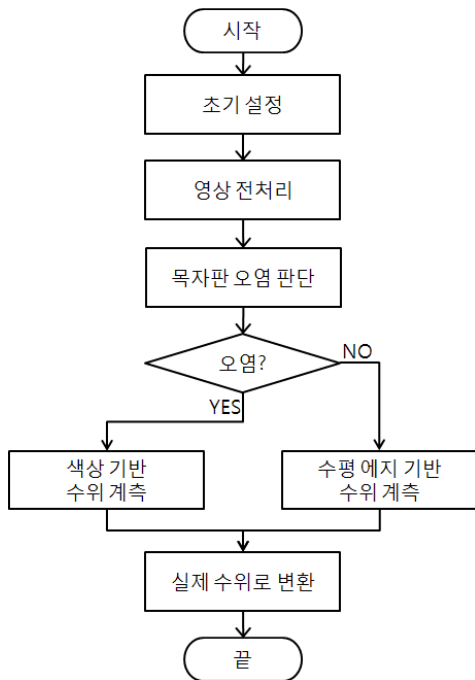 시작
초기 설정
영상 전처리
목자판 오염 판단
오염?
NO
YES
색상 기반
수위 계측
수평 에지 기반
수위 계측
실제 수위로 변환
끝